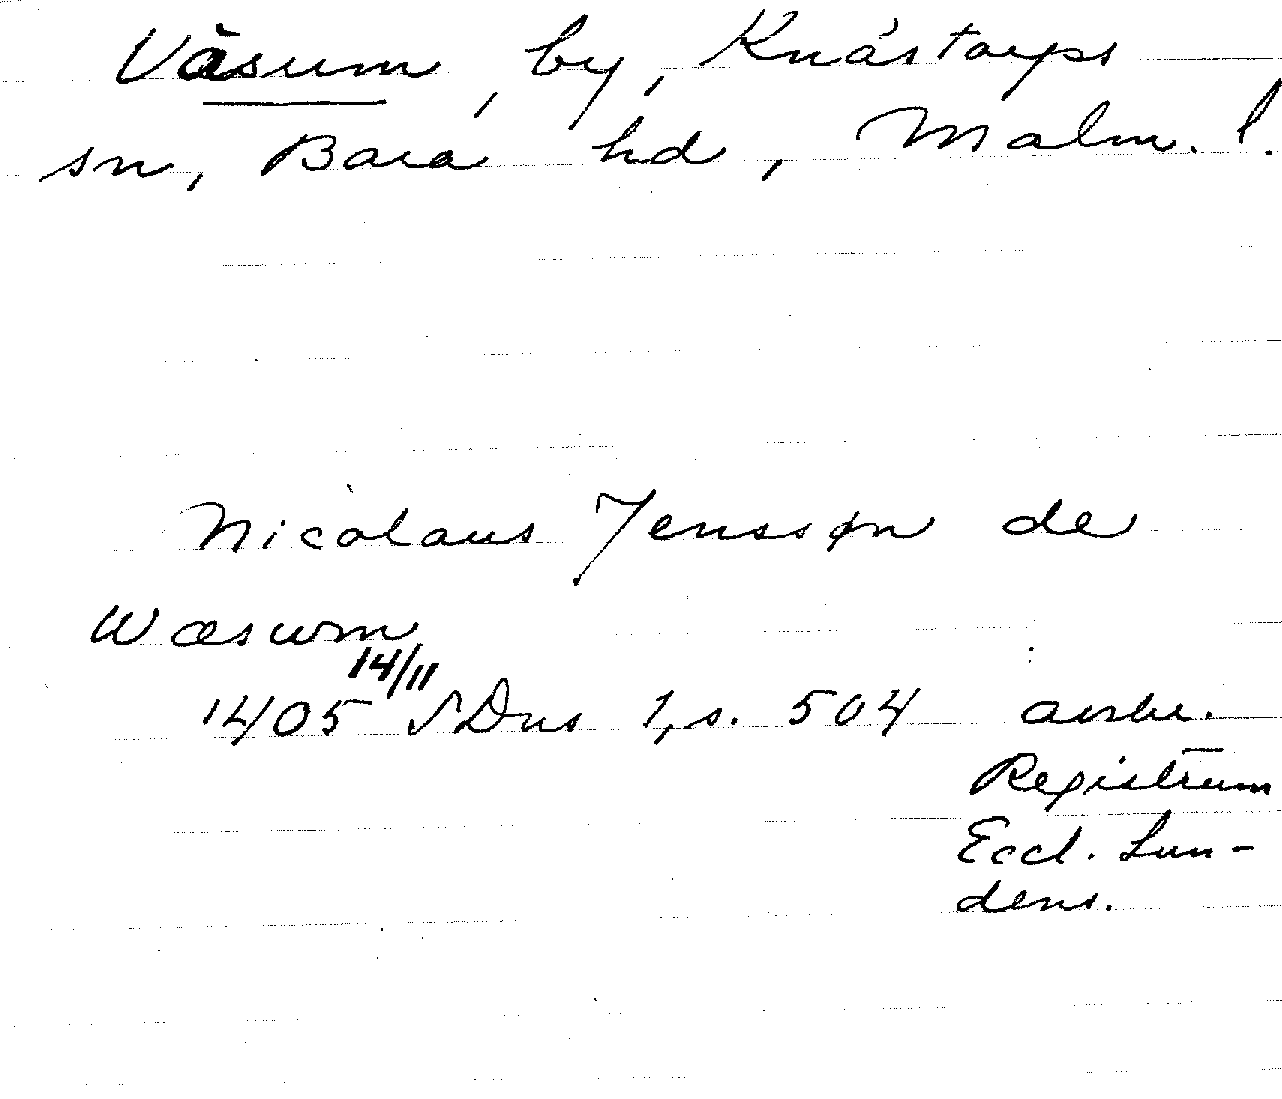 Väsum, by, Knästorps
sn, Bara hd, Malm. l.
Nicolaus Jenssøn de
Wæsum
1405 14/11 SDns 1, s. 504 avskr.
Registrum
Eccl. Lun-
dens.